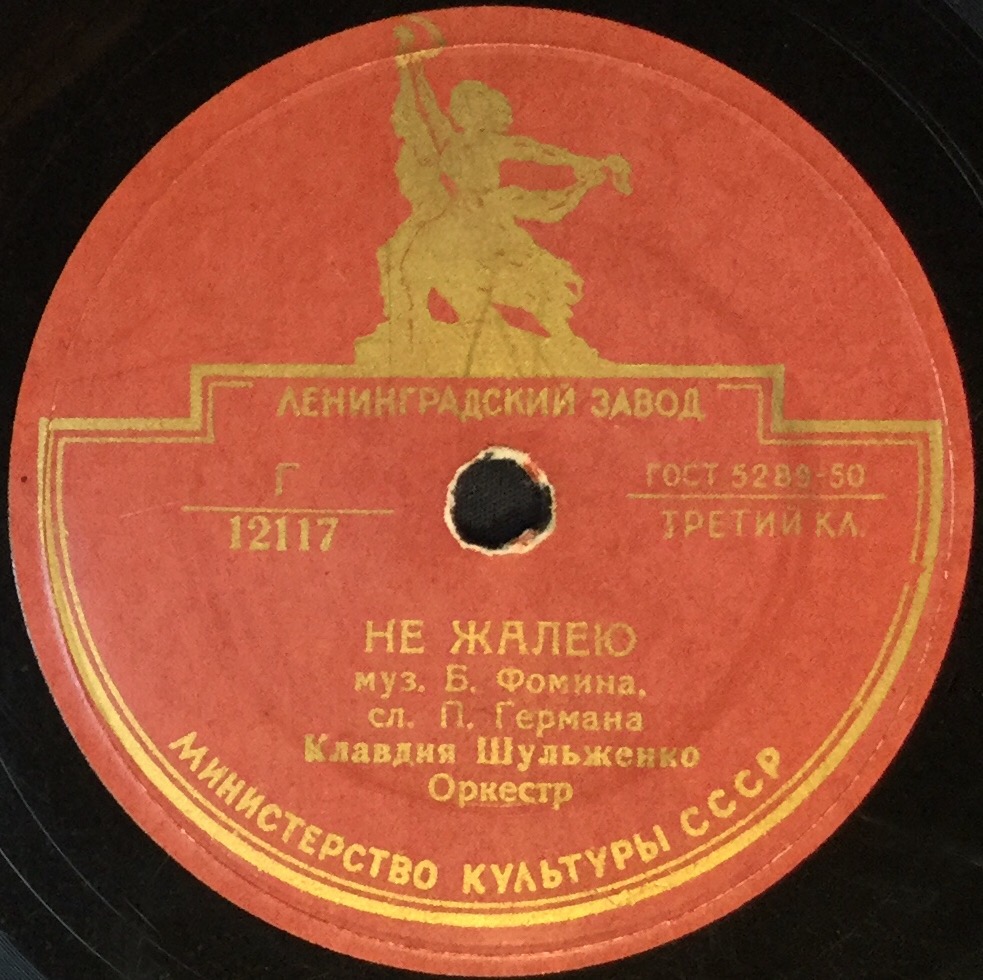 ЛЕНИНГРАДСКИЙ ЗАВОД
Г
12117
ГОСТ 5289-50
ТРЕТИЙ КЛ.
НЕ ЖАЛЕЮ
муз. Б. Фомина,
сл. П. Германа
Клавдия Шульженко
Оркестр
МИНИСТЕРСТВО КУЛЬТУРЫ СССР